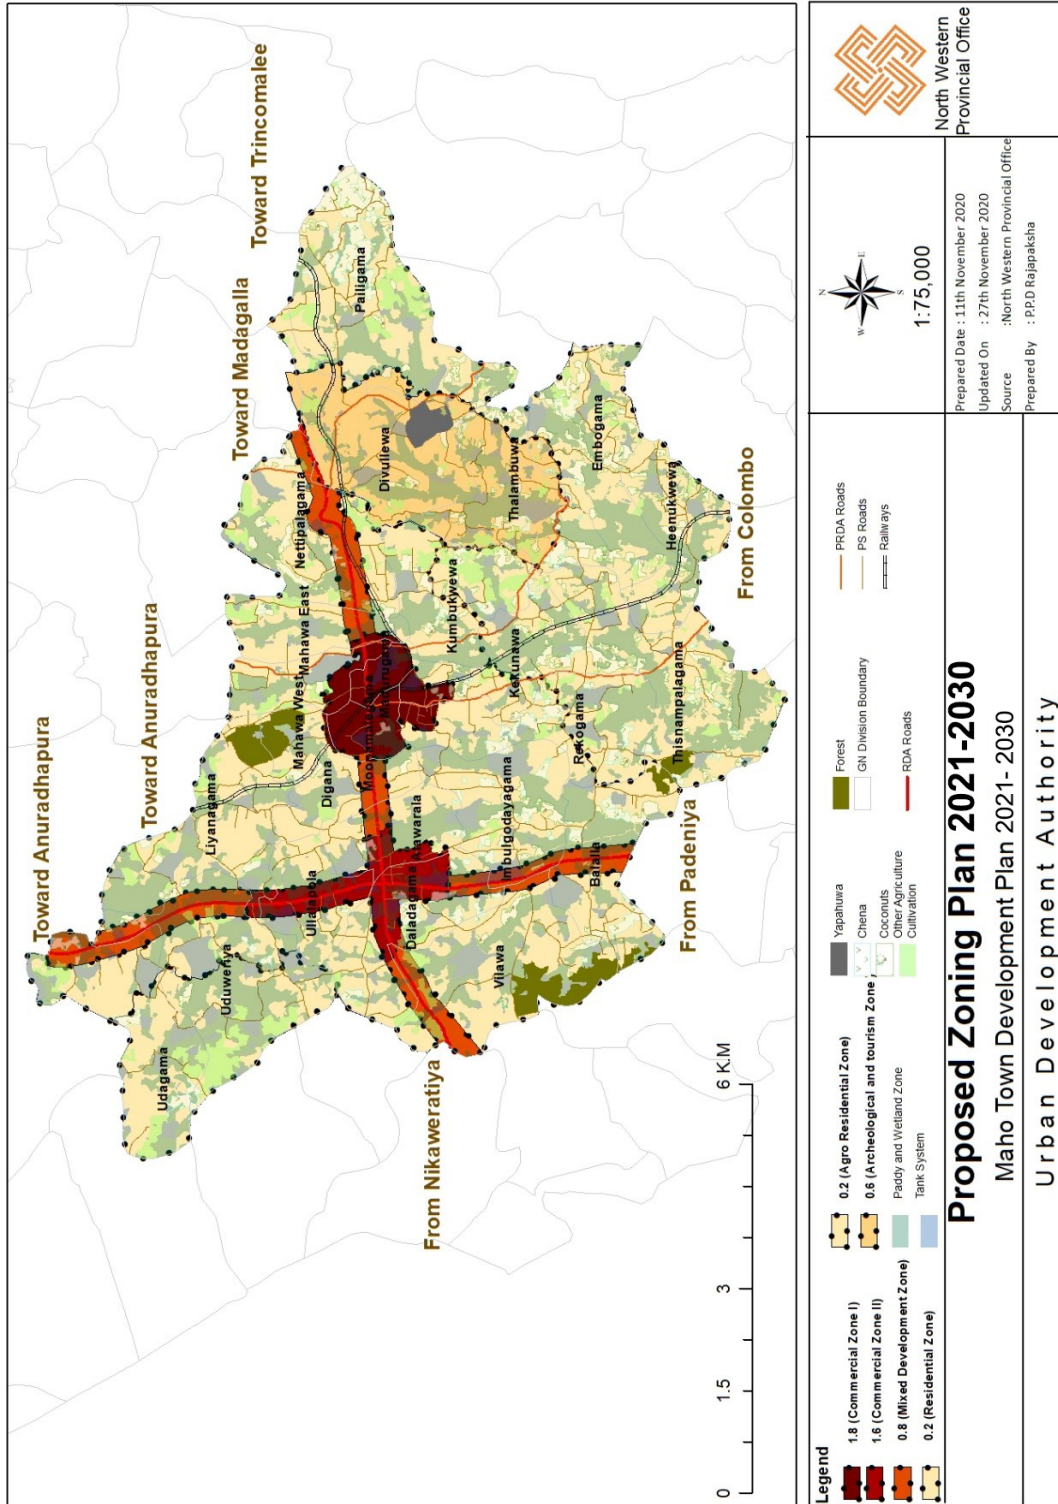 Toward Anuradhapura
Toward Anuradhapura
Toward Madagalla
Toward Trincomalee
Udagama
Uduweriya
Liyanagama
Ullalapola
Digana
Mahawa West
Mahawa East
Nettipalagama
Pailigama
Divullewa
Daladagama
Atawarala
Kumbukwewa
Thalambuwa
Vilawa
Imbulgodayagama
Kekunawa
Embogama
Balalla
Rekogama
Heenukwewa
Thisnampalagama
From Nikaweratiya
From Padeniya
From Colombo
0 1.5 3 6 K.M
Legend
1.8 (Commercial Zone I)
1.6 (Commercial Zone II)
0.8 (Mixed Development Zone)
0.2 (Residential Zone)
0.2 (Agro Residential Zone)
0.6 (Archeological and tourism Zone
Paddy and Wetland Zone
Tank System
Yapahuwa
Chena
Coconuts
Other Agriculture
Cultivation
Forest
GN Division Boundary
RDA Roads
PRDA Roads
PS Roads
Railways
Proposed Zoning Plan 2021-2030
Maho Town Development Plan 2021- 2030
Urban Development Authority
N
W
E
S
1:75,000
Prepared Date : 11th November 2020
Updated On : 27th November 2020
Source :North Western Provincial Office
Prepared By : P.P.D Rajapaksha
North Western
Provincial Office